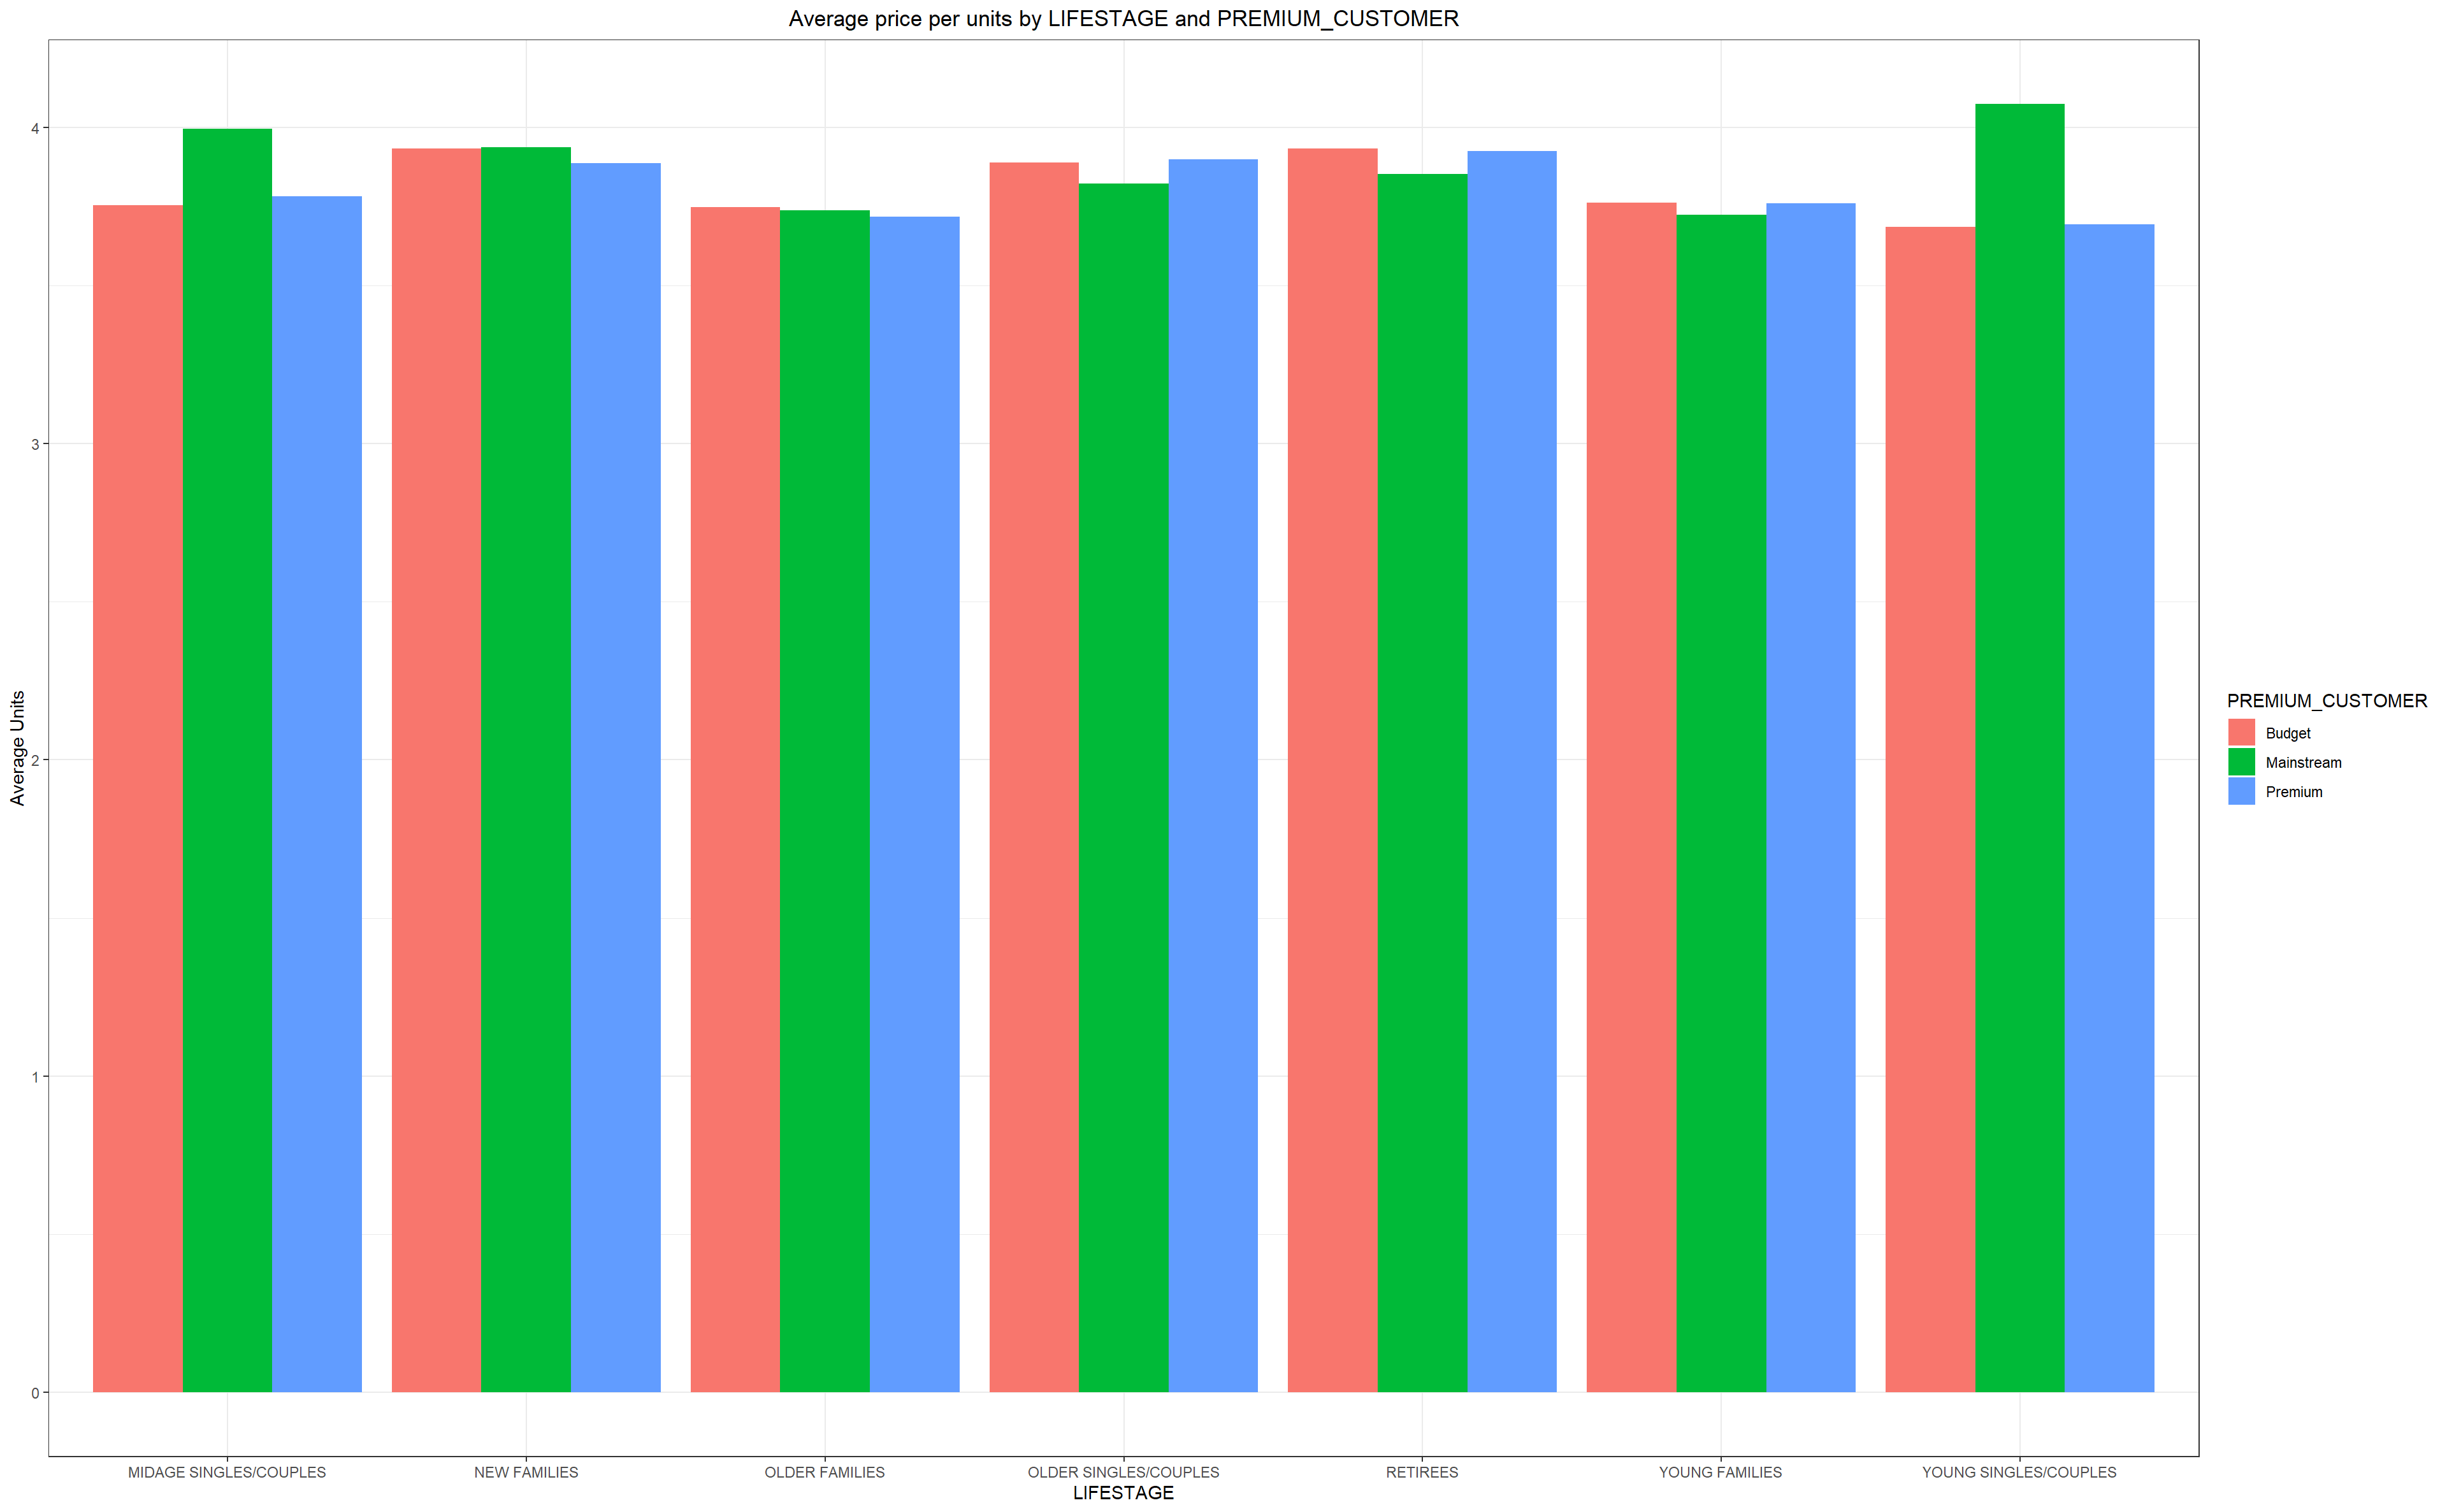 Average price per units by LIFESTAGE and PREMIUM_CUSTOMER
Average Units
4
3
2
1
0
MIDAGE SINGLES/COUPLES
NEW FAMILIES
OLDER FAMILIES
OLDER SINGLES/COUPLES
RETIREES
YOUNG FAMILIES
YOUNG SINGLES/COUPLES
LIFESTAGE
PREMIUM_CUSTOMER
Budget
Mainstream
Premium